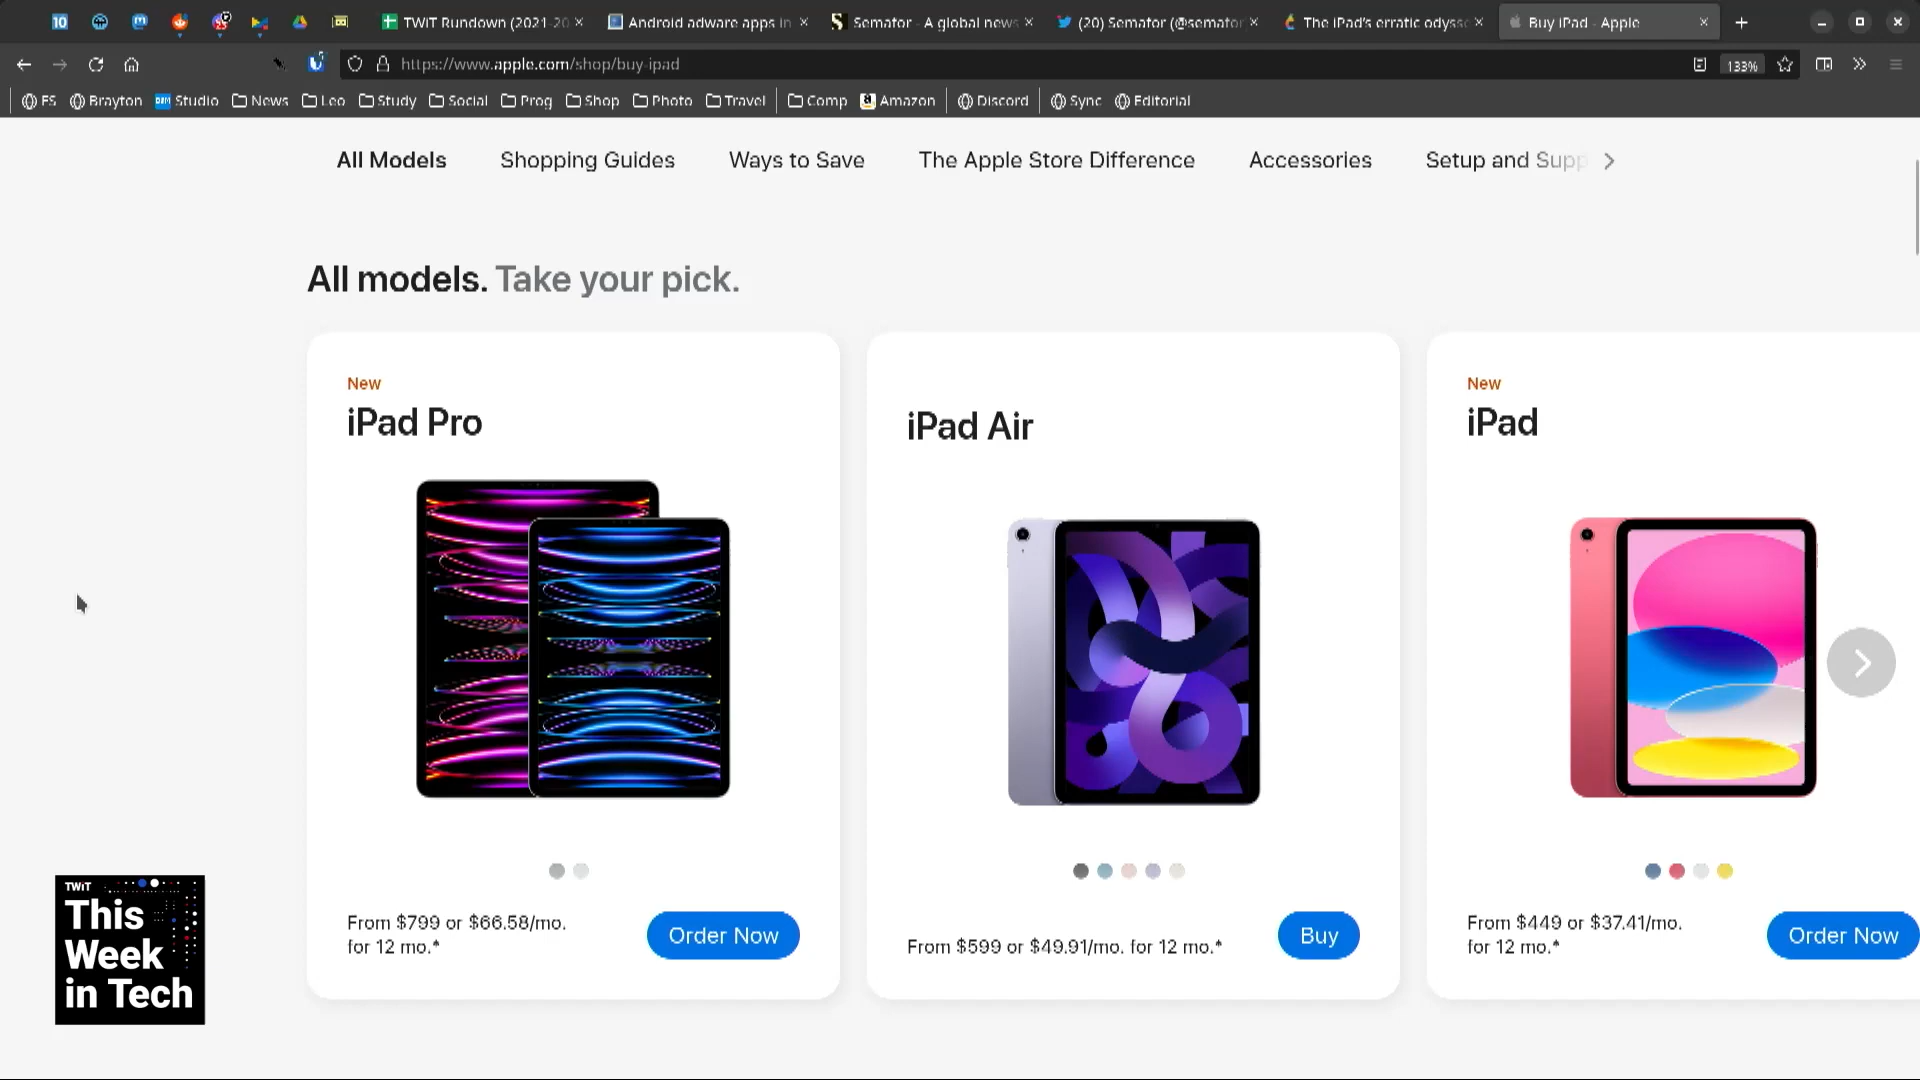 10
TWiT Rundown (2021-20
Android adware apps in
Semafor - A global news
(20) Semafor (@semafor
The iPad's erratic odysse
Buy iPad - Apple
https://www.apple.com/shop/buy-ipad
133%
FS
Brayton
Studio
News
Leo
Study
Social
Prog
Shop
Photo
Travel
Comp
Amazon
Discord
Sync
Editorial
All Models
Shopping Guides
Ways to Save
The Apple Store Difference
Accessories
Setup and Supp
All models. Take your pick.
New
iPad Pro
From $799 or $66.58/mo.
for 12 mo.*
Order Now
iPad Air
From $599 or $49.91/mo. for 12 mo.*
Buy
New
iPad
From $449 or $37.41/mo.
for 12 mo.*
Order Now
TWiT
This
Week
in Tech